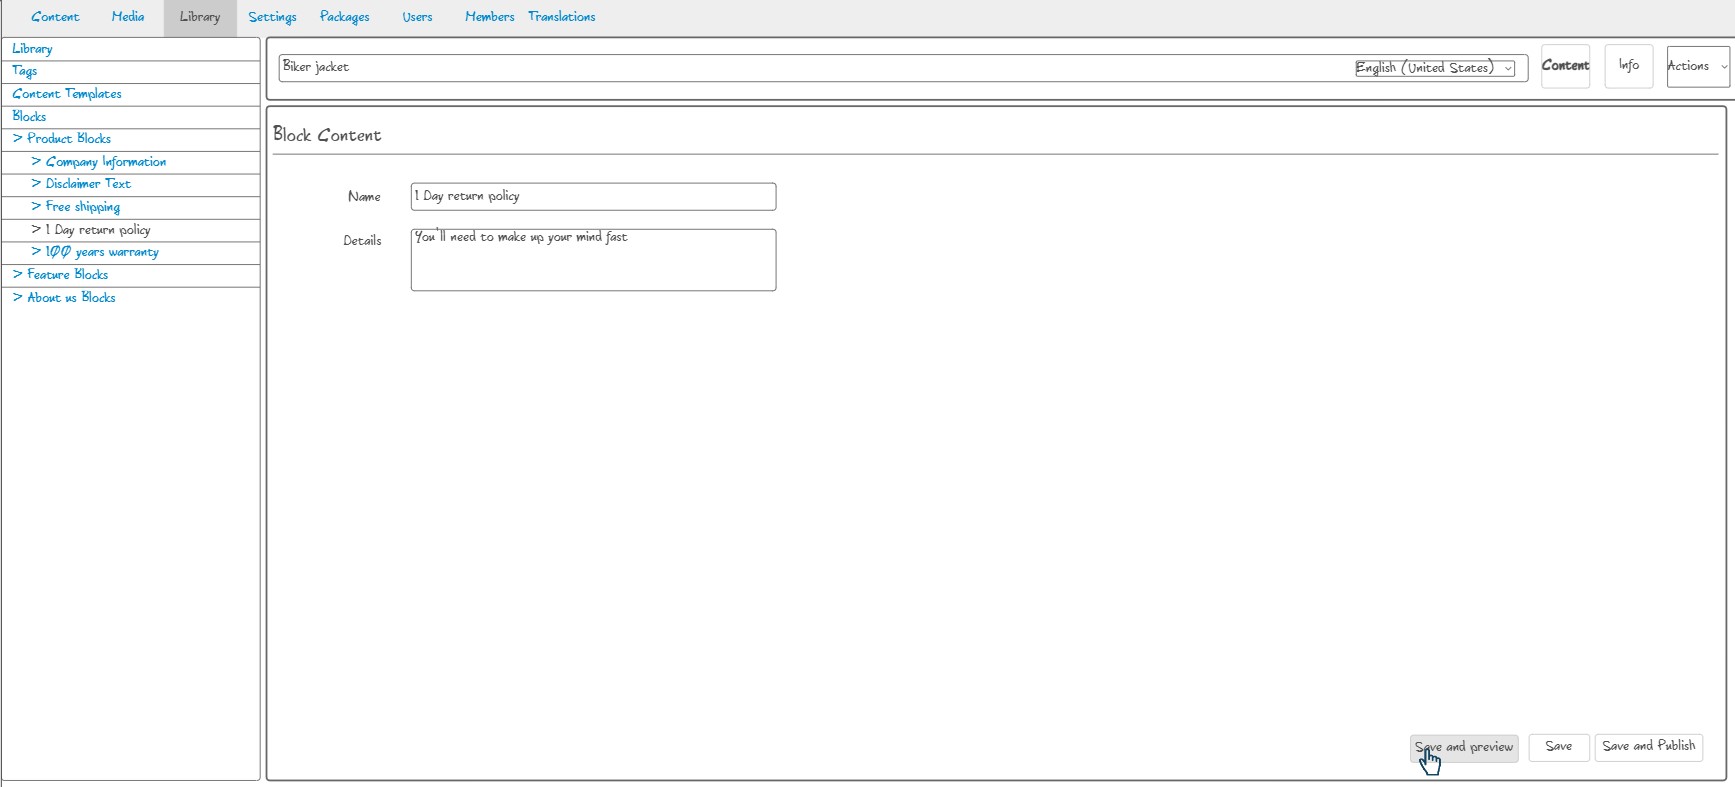 Content Media Library Settings Packages Users Members Translations
Library
Tags
Content Templates
Blocks
> Product Blocks
> Company Information
> Disclaimer Text
> Free shipping
> 1 Day return policy
> 100 years warranty
> Feature Blocks
> About us Blocks
Biker jacket English (United States) Content Info Actions
Block Content
Name 1 Day return policy
Details You'll need to make up your mind fast
Save and preview Save Save and Publish